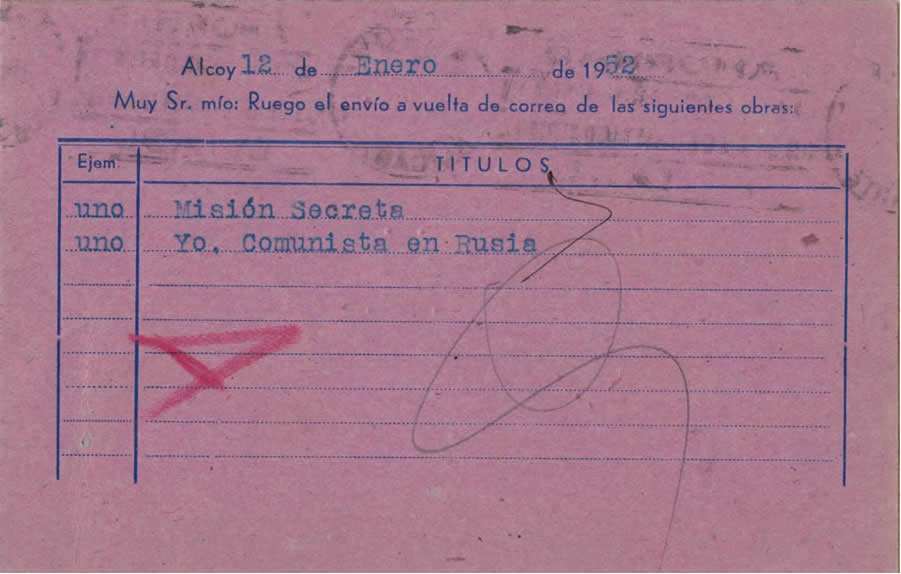 Alcoy 12 de Enero de 1952
Muy Sr. mío: Ruego el envío a vuelta de correo de las siguientes obras:
Ejem. TITULOS
uno Misión Secreta
uno Yo, Comunista en Rusia